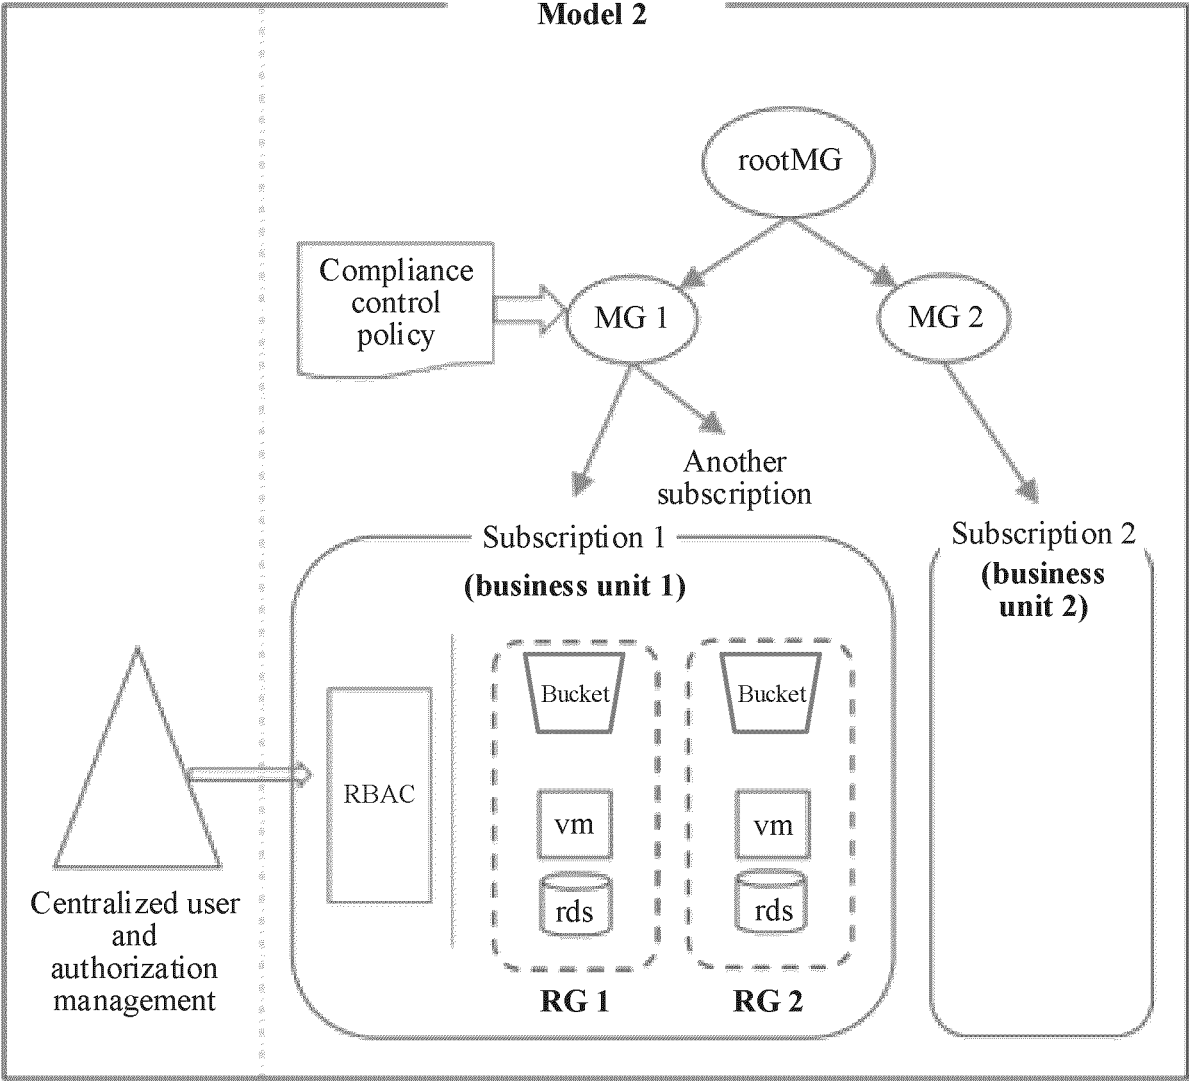 Model 2
rootMG
Compliance
control
policy
MG 1
MG 2
Another
subscription
Subscription 1
(business unit 1)
Subscription 2
(business
unit 2)
Bucket
Bucket
RBAC
vm
vm
rds
rds
RG 1
RG 2
Centralized user
and
authorization
management